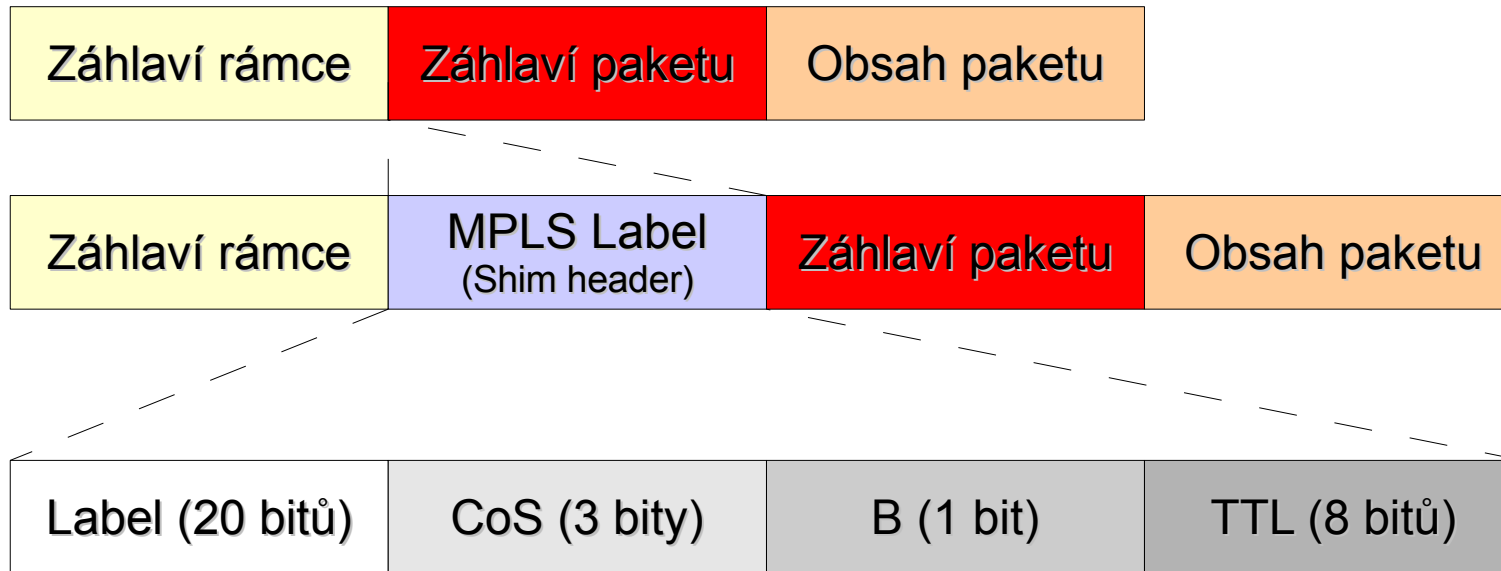 Záhlaví rámce
Záhlaví paketu
Obsah paketu
Záhlaví rámce
MPLS Label
(Shim header)
Záhlaví paketu
Obsah paketu
Label (20 bitů)
CoS (3 bity)
B (1 bit)
TTL (8 bitů)